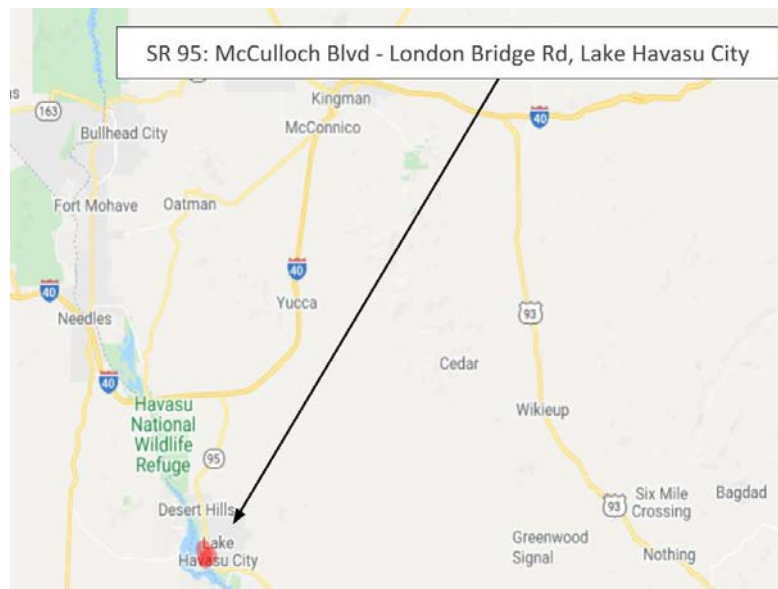 SR 95: McCulloch Blvd - London Bridge Rd, Lake Havasu City
Kingman
163
Bullhead City
McConnico
40
Fort Mohave
Oatman
40
40
Yucca
Needles
93
Cedar
40
Havasu
National
Wildlife
Refuge
Wikieup
95
Desert Hills
Six Mile
Crossing
Bagdad
93
Lake
Havasu City
Greenwood
Signal
Nothing